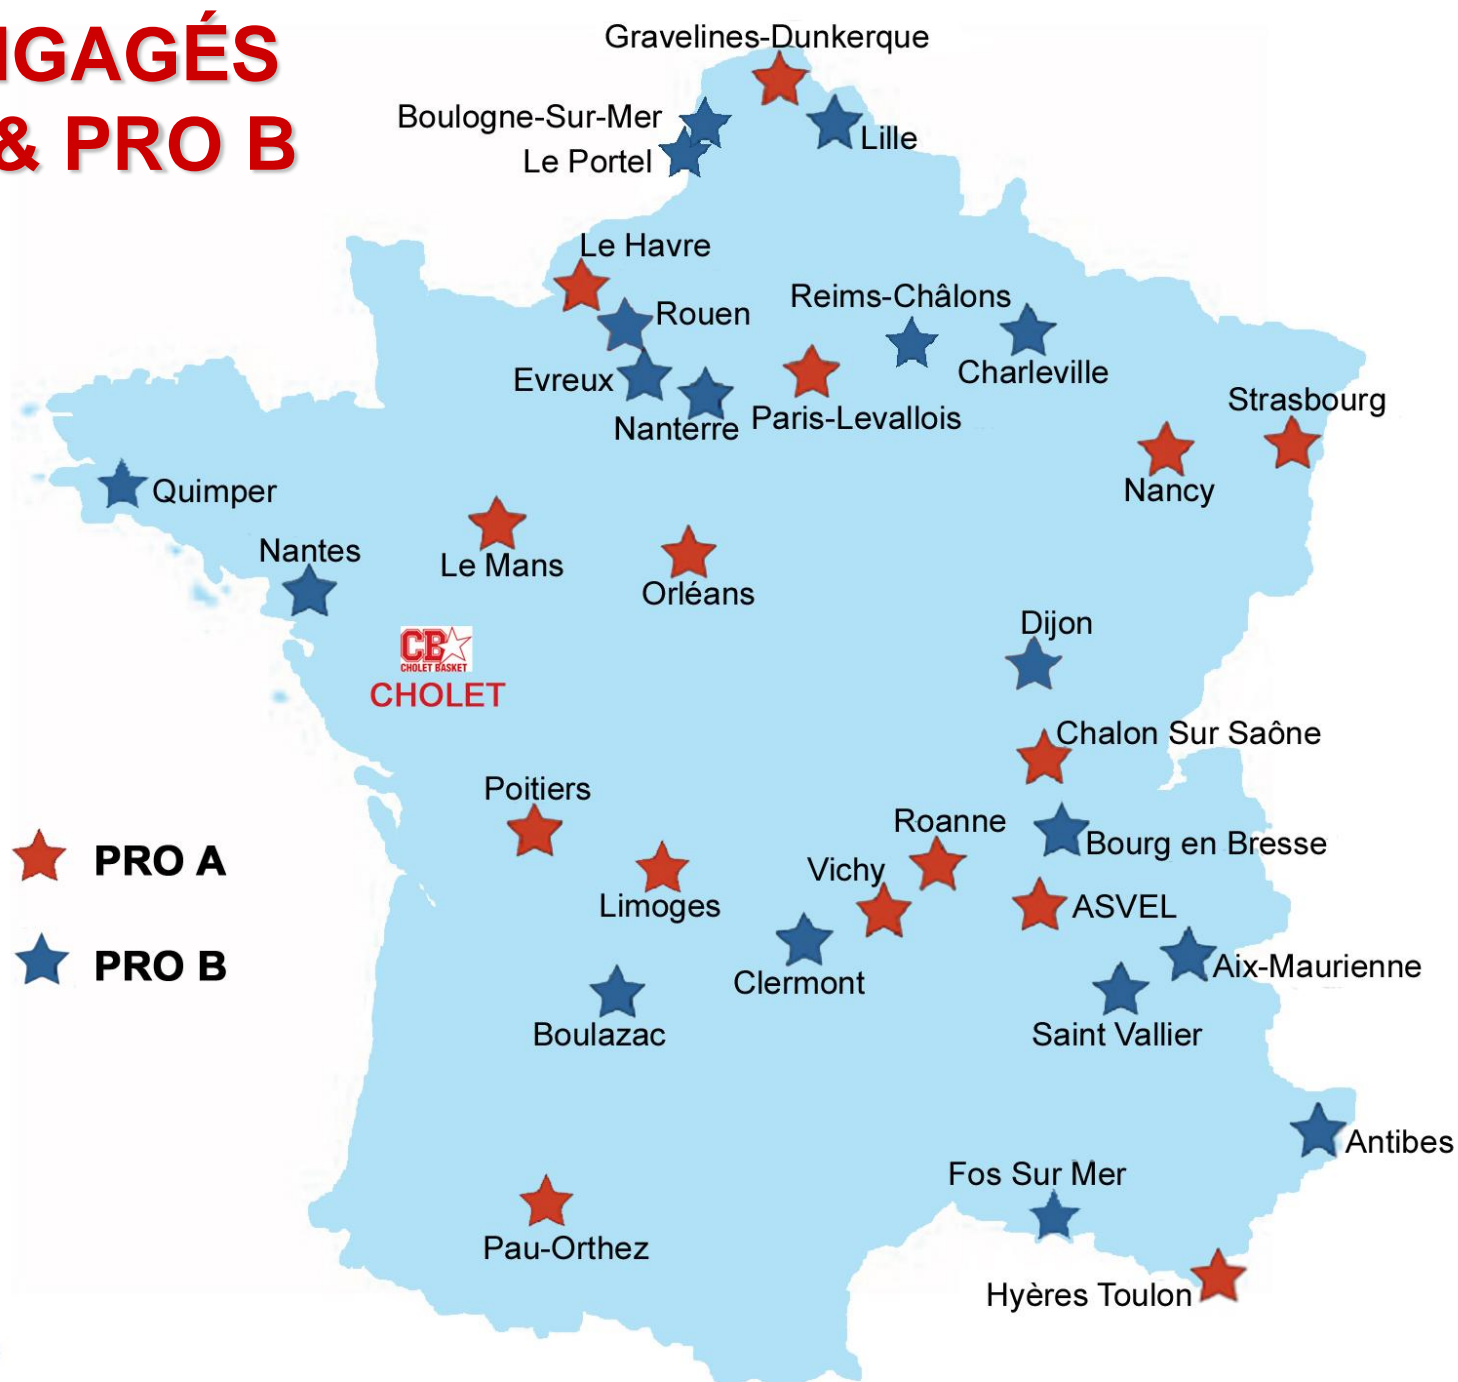 NGAGÉS
& PRO B
Gravelines-Dunkerque
Boulogne-Sur-Mer
Lille
Le Portel
Le Havre
Reims-Châlons
Rouen
Charleville
Evreux
Strasbourg
Paris-Levallois
Nanterre
Nancy
Quimper
Nantes
Le Mans
Orléans
Dijon
CB
CHOLET BASKET
CHOLET
Chalon Sur Saône
Poitiers
Roanne
Bourg en Bresse
PRO A
Vichy
Limoges
ASVEL
PRO B
Aix-Maurienne
Clermont
Boulazac
Saint Vallier
Antibes
Fos Sur Mer
Pau-Orthez
Hyères Toulon